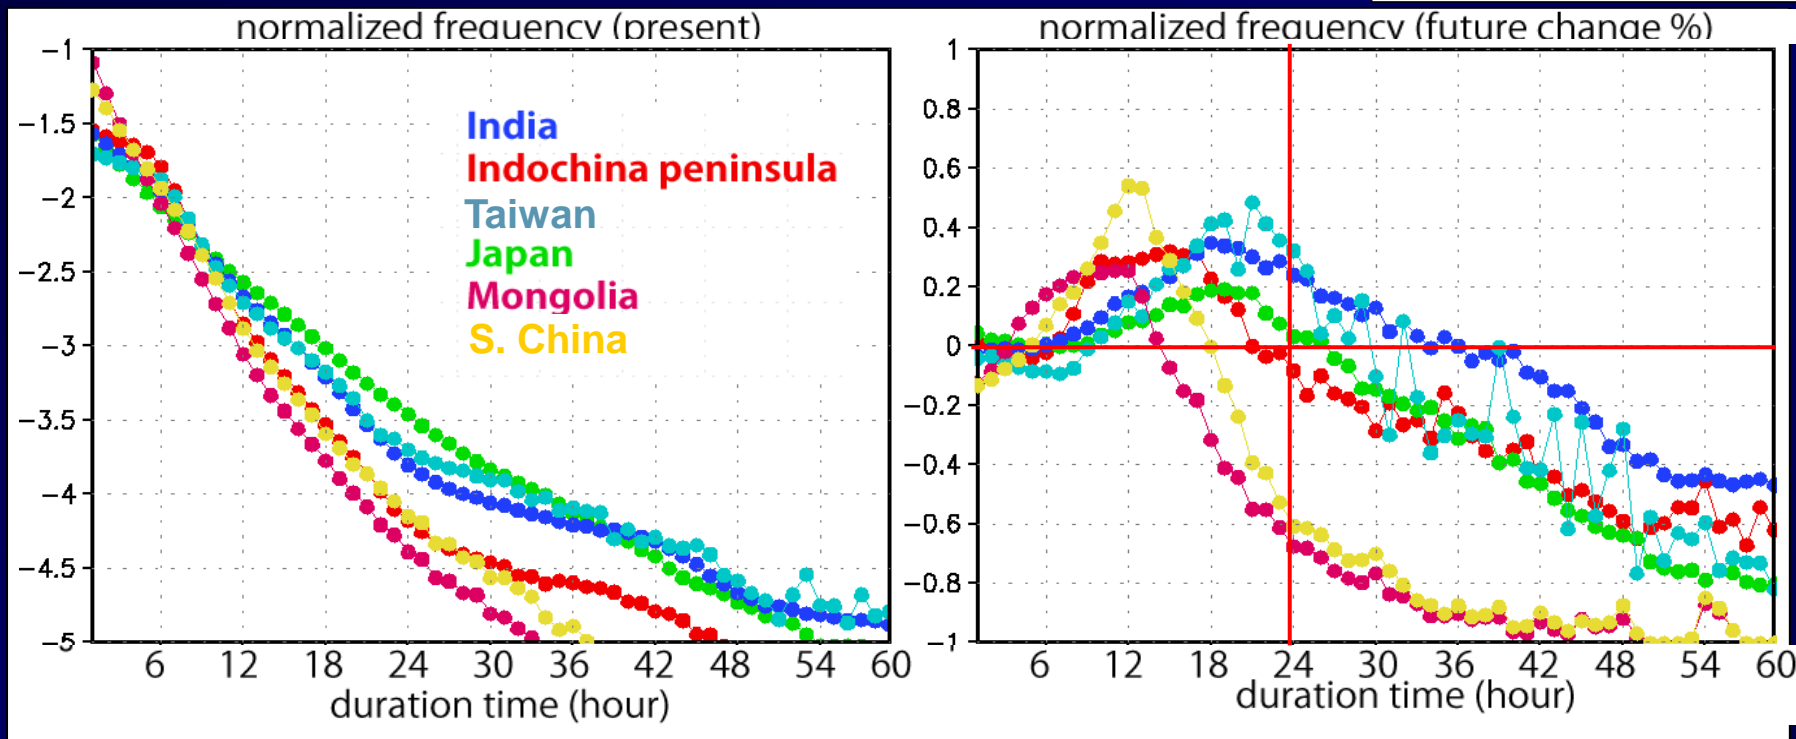 normalized frequency (present)
−1
−1.5
−2
−2.5
−3
−3.5
−4
−4.5
−5
6 12 18 24 30 36 42 48 54 60
duration time (hour)
India
Indochina peninsula
Taiwan
Japan
Mongolia
S. China
normalized frequency (future change %)
1
0.8
0.6
0.4
0.2
0
−0.2
−0.4
−0.6
−0.8
−1
6 12 18 24 30 36 42 48 54 60
duration time (hour)